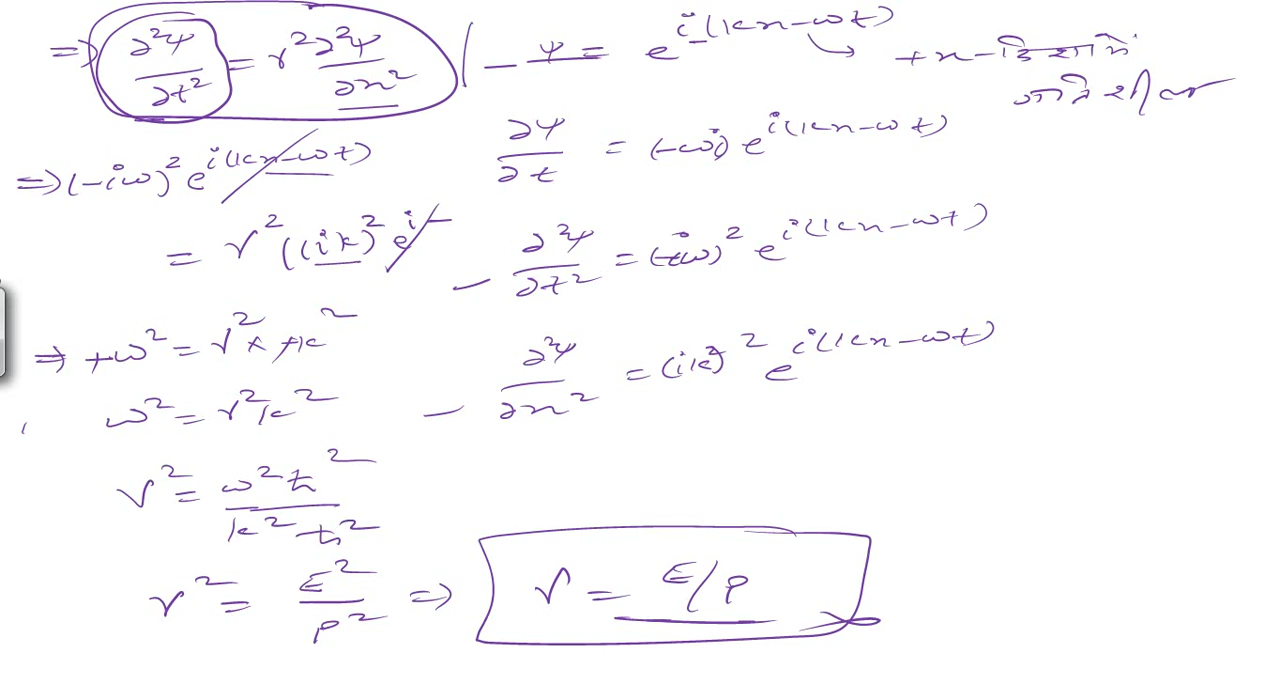 ⇒ ∂²ψ/∂t² = v² ∂²ψ/∂x² | ψ = e^{i(kx-ωt)} → +x-दिशा में
गतिशील
⇒ (-iω)² e^{i(kx-ωt)} ∂ψ/∂t = (-ωi) e^{i(kx-ωt)}
= v² ((ik)² e^{i - ∂²ψ/∂t² = (-iω)² e^{i(kx-ωt)}
⇒ +ω² = v² × +k² - ∂²ψ/∂x² = (ik)² e^{i(kx-ωt)}
ω² = v²k²
v² = ω²ħ²/k²ħ²
v² = E²/p² ⇒ v = E/p